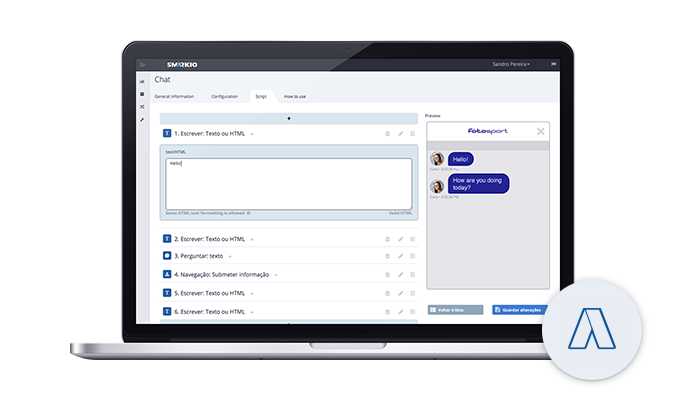 SMARKIO
Sandro Pereira
Chat
General Information
Configuration
Script
How to use
Preview
+
1. Escrever: Texto ou HTML
text/HTML
Hello!
Some HTML text formatting is allowed
Valid HTML
2. Escrever: Texto ou HTML
3. Perguntar: texto
4. Navegação: Submeter informação
5. Escrever: Texto ou HTML
6. Escrever: Texto ou HTML
fotosport
Hello!
How are you doing
today?
Voltar à lista
Guardar alterações